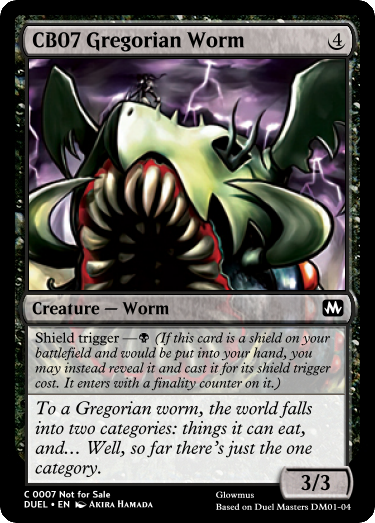 CB07 Gregorian Worm 4
Creature — Worm
Shield trigger — (If this card is a shield on your
battlefield and would be put into your hand, you
may instead reveal it and cast it for its shield trigger
cost. It enters with a finality counter on it.)
To a Gregorian worm, the world falls
into two categories: things it can eat,
and… Well, so far there's just the one
category.
3/3
C 0007 Not for Sale
DUEL • EN Akira Hamada
Glowmus
Based on Duel Masters DM01-04